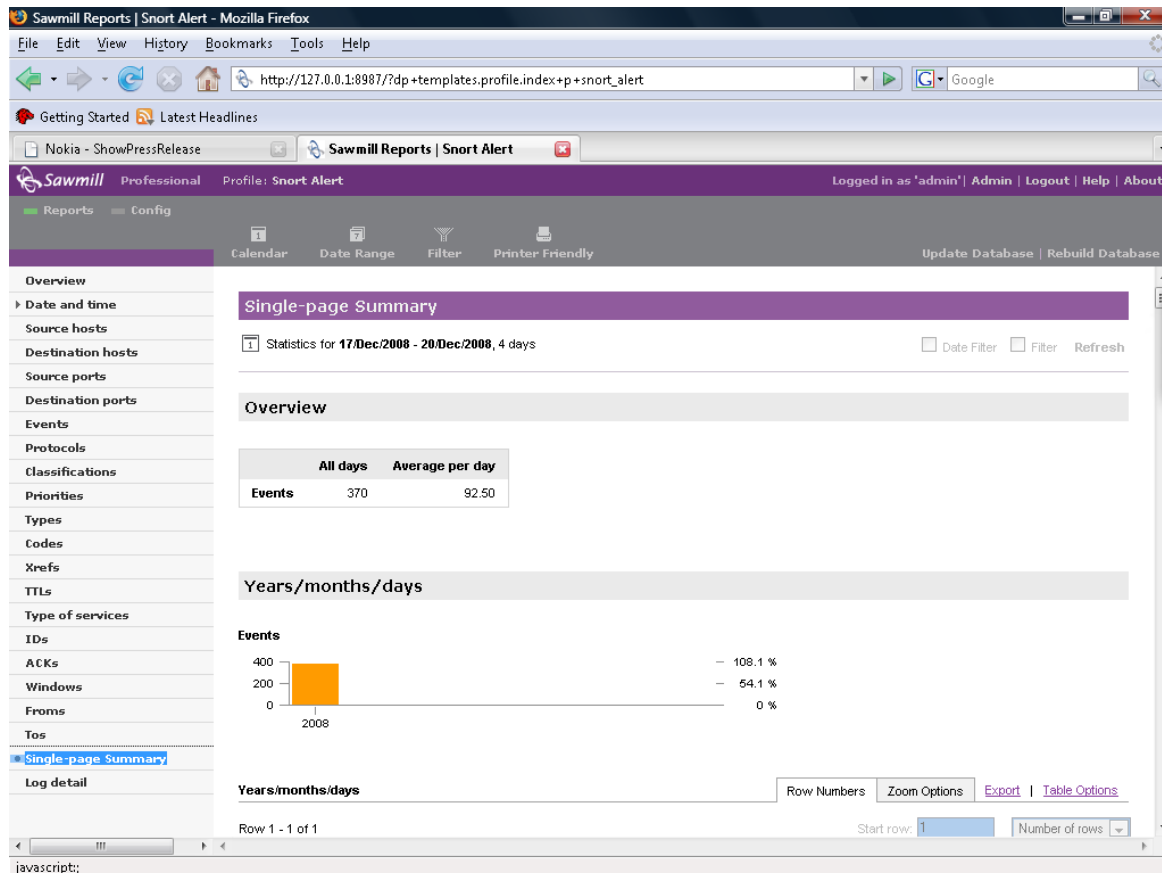 Sawmill Reports | Snort Alert - Mozilla Firefox
File Edit View History Bookmarks Tools Help
http://127.0.0.1:8987/?dp+templates.profile.index+p+snort_alert
G Google
Getting Started Latest Headlines
Nokia - ShowPressRelease Sawmill Reports | Snort Alert
Sawmill Professional Profile: Snort Alert Logged in as 'admin'| Admin | Logout | Help | About
Reports Config
1 7
Calendar Date Range Filter Printer Friendly Update Database | Rebuild Database
Overview
Date and time
Source hosts
Destination hosts
Source ports
Destination ports
Events
Protocols
Classifications
Priorities
Types
Codes
Xrefs
TTLs
Type of services
IDs
ACKs
Windows
Froms
Tos
Single-page Summary
Log detail
Single-page Summary
1 Statistics for 17/Dec/2008 - 20/Dec/2008, 4 days Date Filter Filter Refresh
Overview
All days Average per day
Events 370 92.50
Years/months/days
Events
400 108.1 %
200 54.1 %
0 0 %
2008
Years/months/days Row Numbers Zoom Options Export | Table Options
Row 1 - 1 of 1 Start row: 1 Number of rows
javascript:;